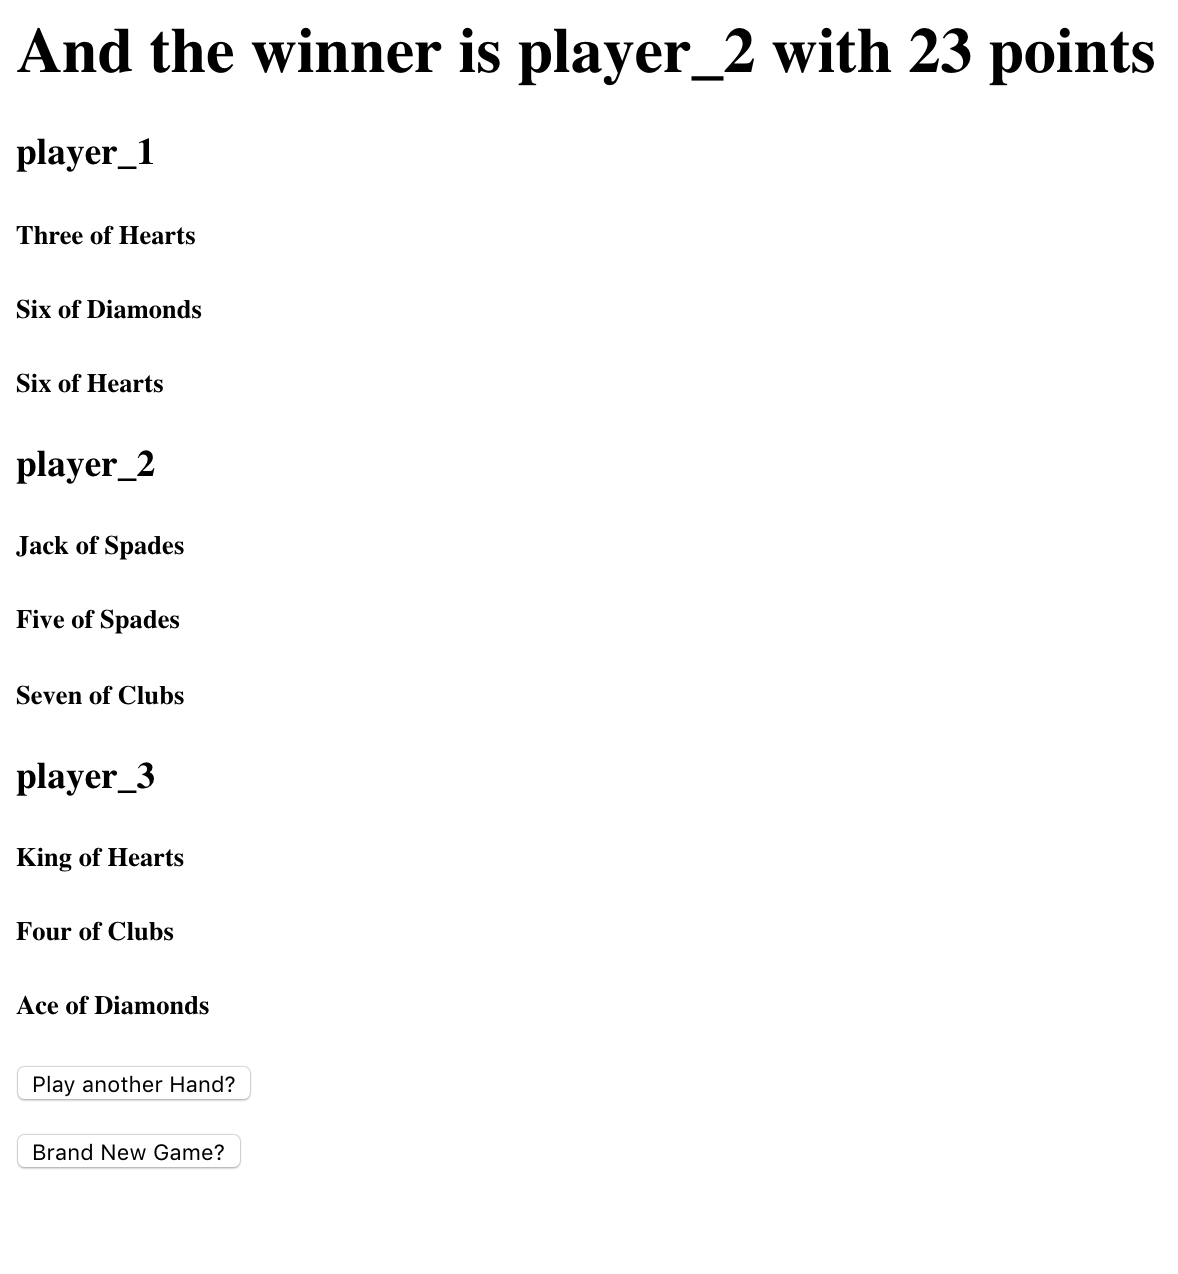 And the winner is player_2 with 23 points
player_1
Three of Hearts
Six of Diamonds
Six of Hearts
player_2
Jack of Spades
Five of Spades
Seven of Clubs
player_3
King of Hearts
Four of Clubs
Ace of Diamonds
Play another Hand?
Brand New Game?